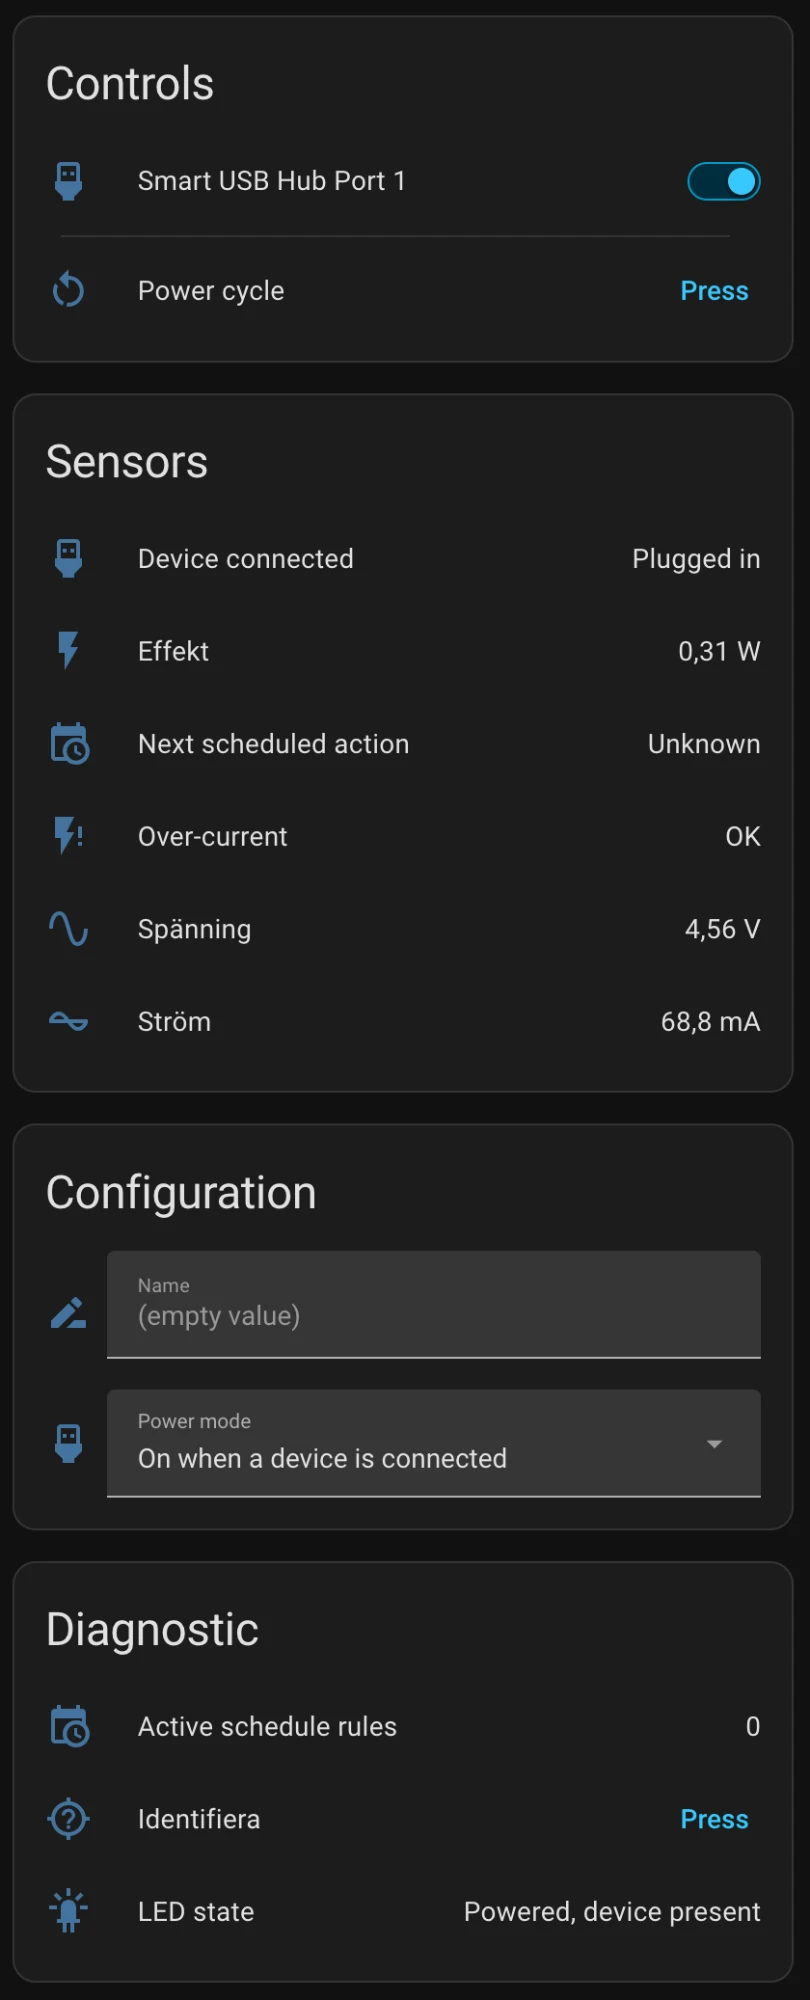 Controls
Smart USB Hub Port 1
Power cycle Press
Sensors
Device connected Plugged in
Effekt 0,31 W
Next scheduled action Unknown
Over-current OK
Spänning 4,56 V
Ström 68,8 mA
Configuration
Name
(empty value)
Power mode
On when a device is connected
Diagnostic
Active schedule rules 0
Identifiera Press
LED state Powered, device present